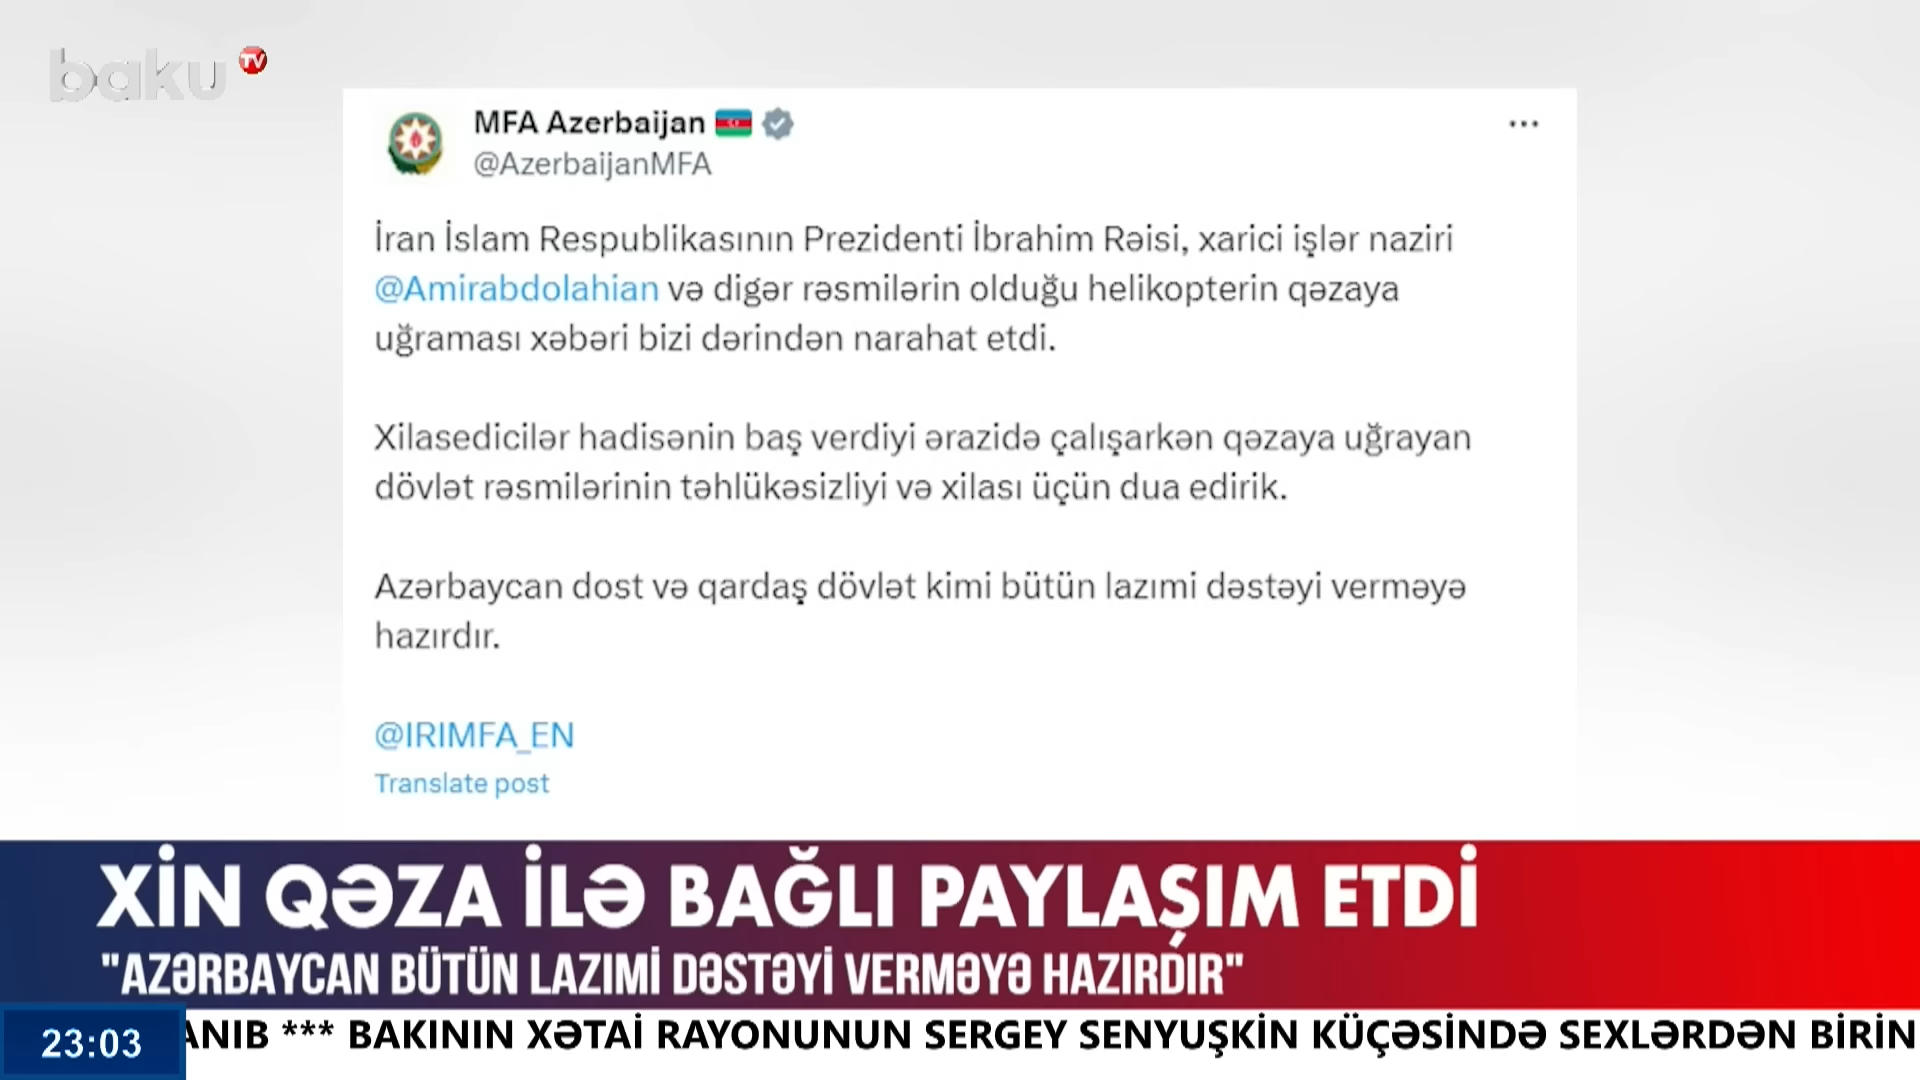 baku TV
MFA Azerbaijan
@AzerbaijanMFA
İran İslam Respublikasının Prezidenti İbrahim Rəisi, xarici işlər naziri
@Amirabdolahian və digər rəsmilərin olduğu helikopterin qəzaya
uğraması xəbəri bizi dərindən narahat etdi.
Xilasedicilər hadisənin baş verdiyi ərazidə çalışarkən qəzaya uğrayan
dövlət rəsmilərinin təhlükəsizliyi və xilası üçün dua edirik.
Azərbaycan dost və qardaş dövlət kimi bütün lazımi dəstəyi verməyə
hazırdır.
@IRIMFA_EN
Translate post
XİN QƏZA İLƏ BAĞLI PAYLAŞIM ETDİ
"AZƏRBAYCAN BÜTÜN LAZIMİ DƏSTƏYİ VERMƏYƏ HAZIRDIR"
23:03 ANIB *** BAKININ XƏTAİ RAYONUNUN SERGEY SENYUŞKİN KÜÇƏSİNDƏ SEXLƏRDƏN BİRİN